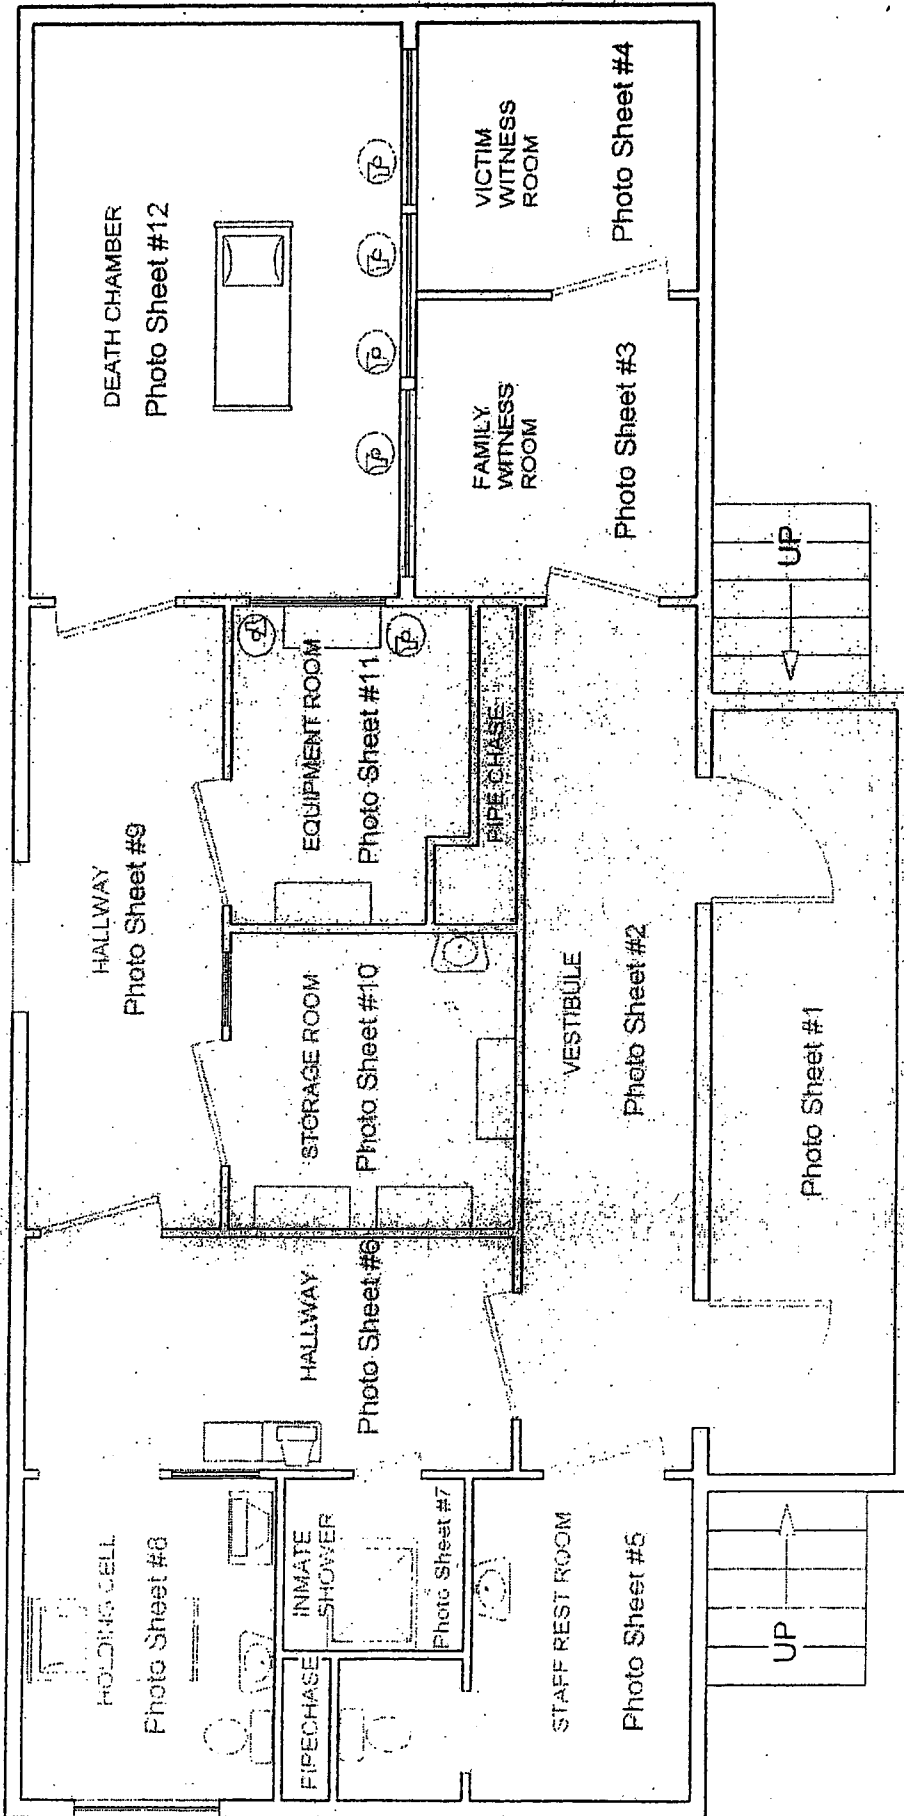 DEATH CHAMBER
Photo Sheet #12
VICTIM
WITNESS
ROOM
Photo Sheet #4
FAMILY
WITNESS
ROOM
Photo Sheet #3
UP
HALLWAY
Photo Sheet #9
EQUIPMENT ROOM
Photo Sheet #11
PIPE CHASE
STORAGE ROOM
Photo Sheet #10
VESTIBULE
Photo Sheet #2
Photo Sheet #1
HALLWAY
Photo Sheet #6
HOLDING CELL
Photo Sheet #8
INMATE
SHOWER
Photo Sheet #7
PIPECHASE
STAFF REST ROOM
Photo Sheet #5
UP